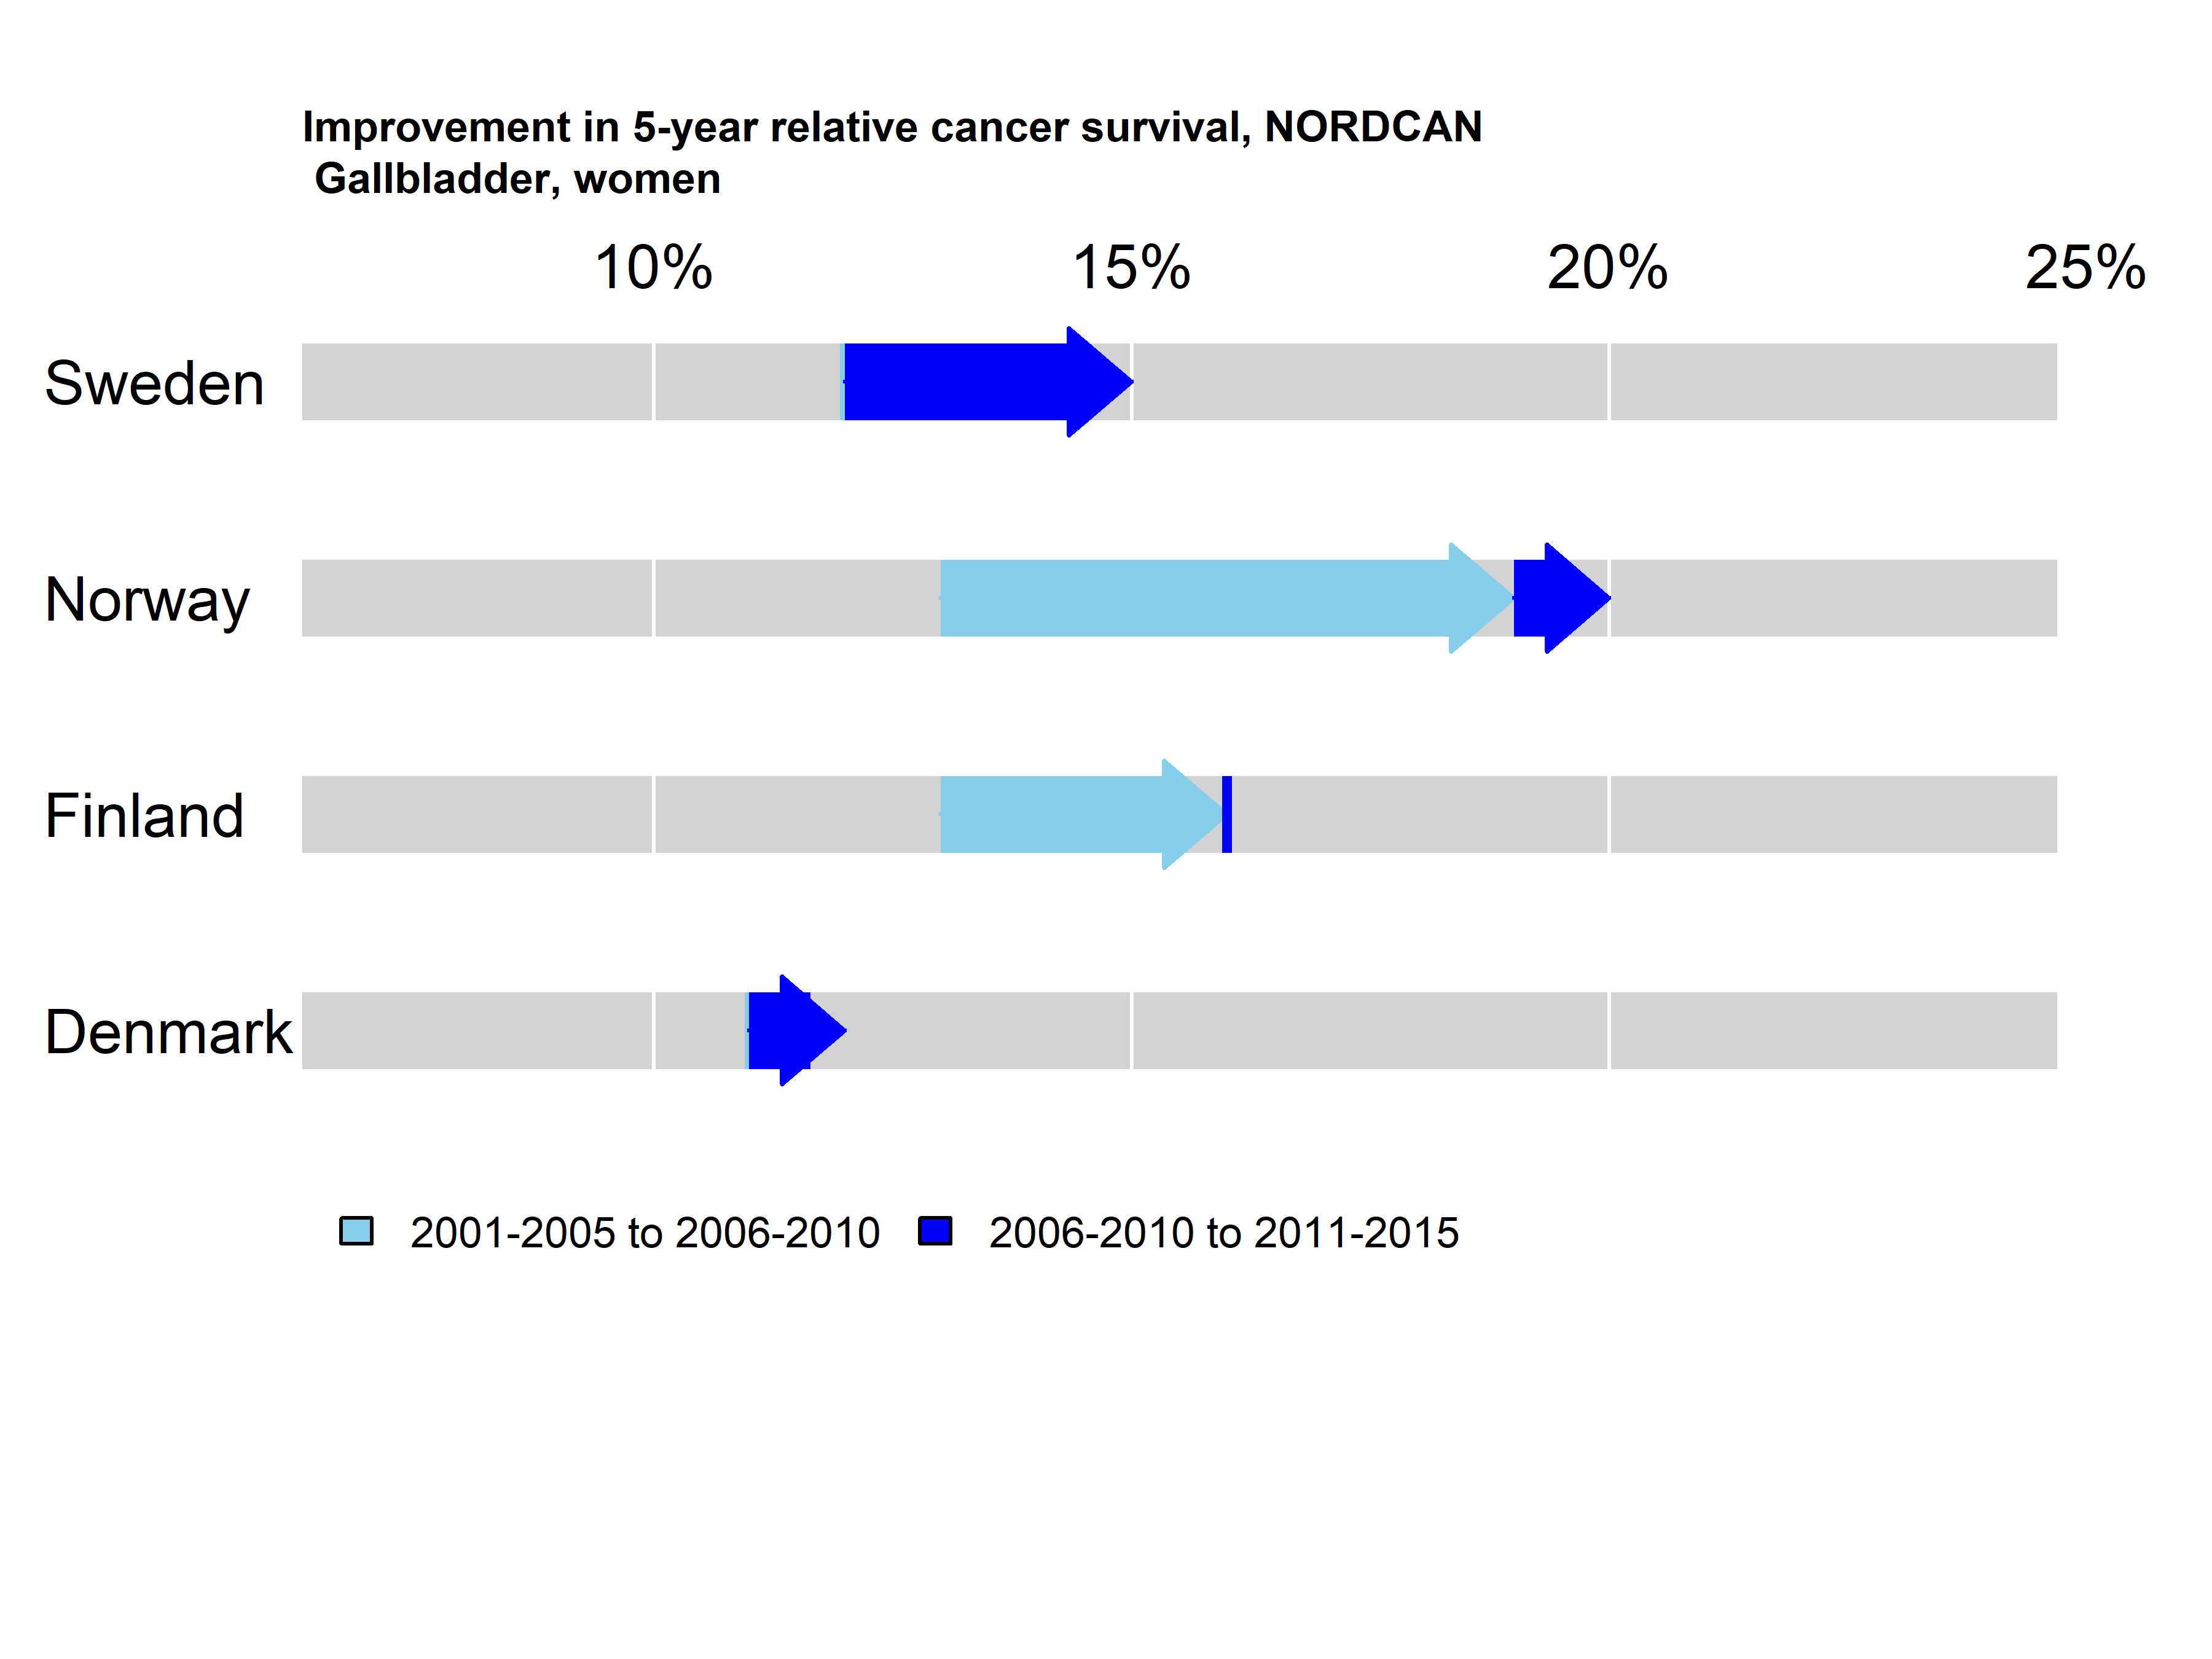 Improvement in 5-year relative cancer survival, NORDCAN
Gallbladder, women
10% 15% 20% 25%
Sweden
Norway
Finland
Denmark
2001-2005 to 2006-2010 2006-2010 to 2011-2015